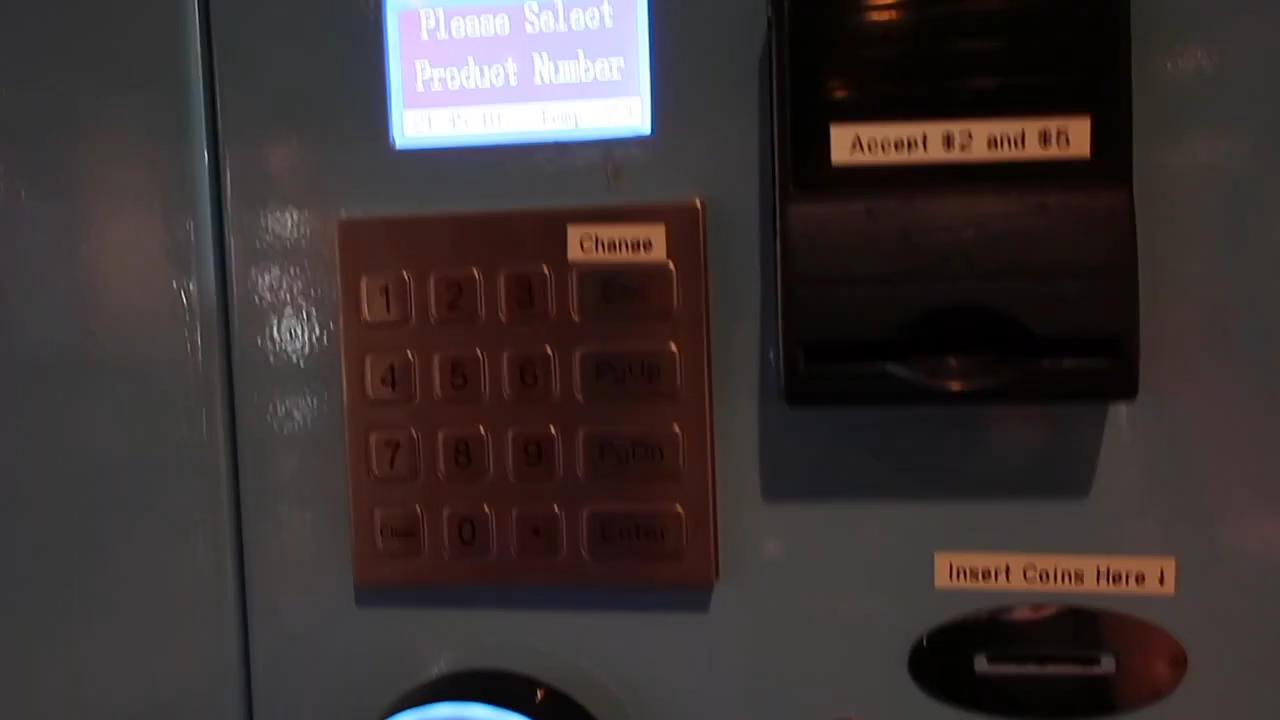 Please Select
Product Number
Accept $2 and $5
Change
1 2 3 Esc
4 5 6 PgUp
7 8 9 PgDn
Clear 0 . Enter
Insert Coins Here ↓